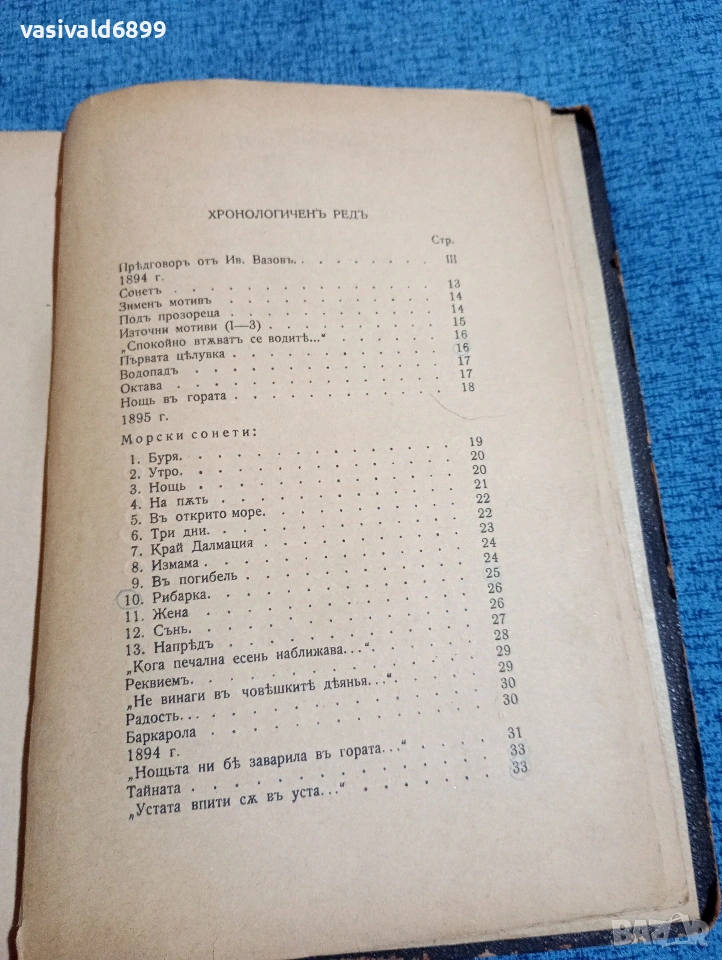 vasivald6899
ХРОНОЛОГИЧЕНЪ РЕДЪ
Стр.
Прѣдговоръ отъ Ив. Вазовъ. . . . . . . . . III
1894 г.
Сонетъ . . . . . . . . . . . 13
Зименъ мотивъ . . . . . . . . . 14
Подъ прозореца . . . . . . . . . 14
Източни мотиви (I—3) . . . . . . . . 15
„Спокойно втѫватъ се водитѣ...“ . . . . . . 16
Първата цѣлувка . . . . . . . . . 16
Водопадъ . . . . . . . . . . 17
Октава . . . . . . . . . . . 17
Нощь въ гората . . . . . . . . . 18
1895 г.
Морски сонети:
1. Буря. . . . . . . . . . . 19
2. Утро. . . . . . . . . . . 20
3. Нощь . . . . . . . . . . 20
4. На пѫть . . . . . . . . . 21
5. Въ открито море. . . . . . . . 22
6. Три дни. . . . . . . . . . 22
7. Край Далмация . . . . . . . . 23
8. Измама . . . . . . . . . . 24
9. Въ погибель . . . . . . . . . 24
10. Рибарка. . . . . . . . . . 25
11. Жена . . . . . . . . . . 26
12. Сънь. . . . . . . . . . . 26
13. Напрѣдъ . . . . . . . . . 27
„Кога печална есень наближава...“ . . . . . 28
Реквиемъ. . . . . . . . . . . 29
„Не винаги въ човѣшкитѣ дѣянья...“ . . . . . 29
Радость. . . . . . . . . . . 30
Баркарола . . . . . . . . . . 30
1894 г.
„Нощьта ни бѣ заварила въ гората...“ . . . . 31
Тайната . . . . . . . . . . . 33
„Устата впити сѫ въ уста...“ . . . . . . 33
BAZAR